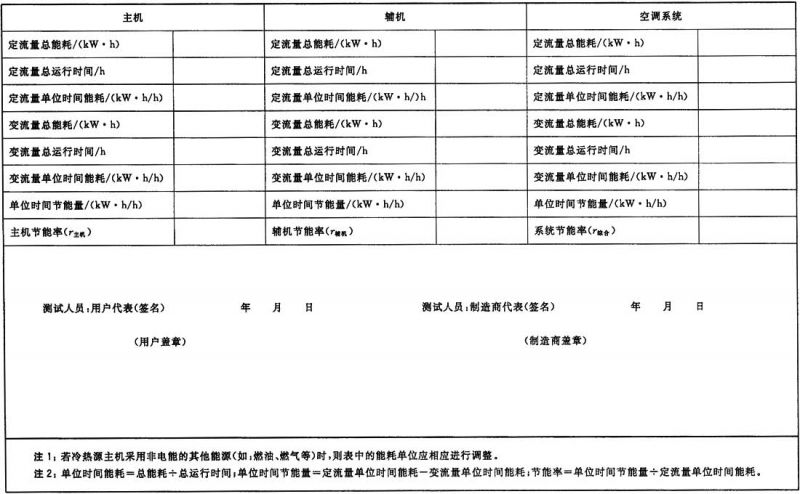 主机 辅机 空调系统
定流量总能耗/(kW·h) 定流量总能耗/(kW·h) 定流量总能耗/(kW·h)
定流量总运行时间/h 定流量总运行时间/h 定流量总运行时间/h
定流量单位时间能耗/(kW·h/h) 定流量单位时间能耗/(kW·h/)h 定流量单位时间能耗/(kW·h/h)
变流量总能耗/(kW·h) 变流量总能耗/(kW·h) 变流量总能耗/(kW·h)
变流量总运行时间/h 变流量总运行时间/h 变流量总运行时间/h
变流量单位时间能耗/(kW·h/h) 变流量单位时间能耗/(kW·h/h) 变流量单位时间能耗/(kW·h/h)
单位时间节能量/(kW·h/h) 单位时间节能量/(kW·h/h) 单位时间节能量/(kW·h/h)
主机节能率(r主机) 辅机节能率(r辅机) 系统节能率(r综合)
测试人员:用户代表(签名) 年 月 日 测试人员:制造商代表(签名) 年 月 日
(用户盖章) (制造商盖章)
注1:若冷热源主机采用非电能的其他能源(如:燃油、燃气等)时,则表中的能耗单位应相应进行调整。
注2:单位时间能耗=总能耗÷总运行时间;单位时间节能量=定流量单位时间能耗-变流量单位时间能耗;节能率=单位时间节能量÷定流量单位时间能耗。